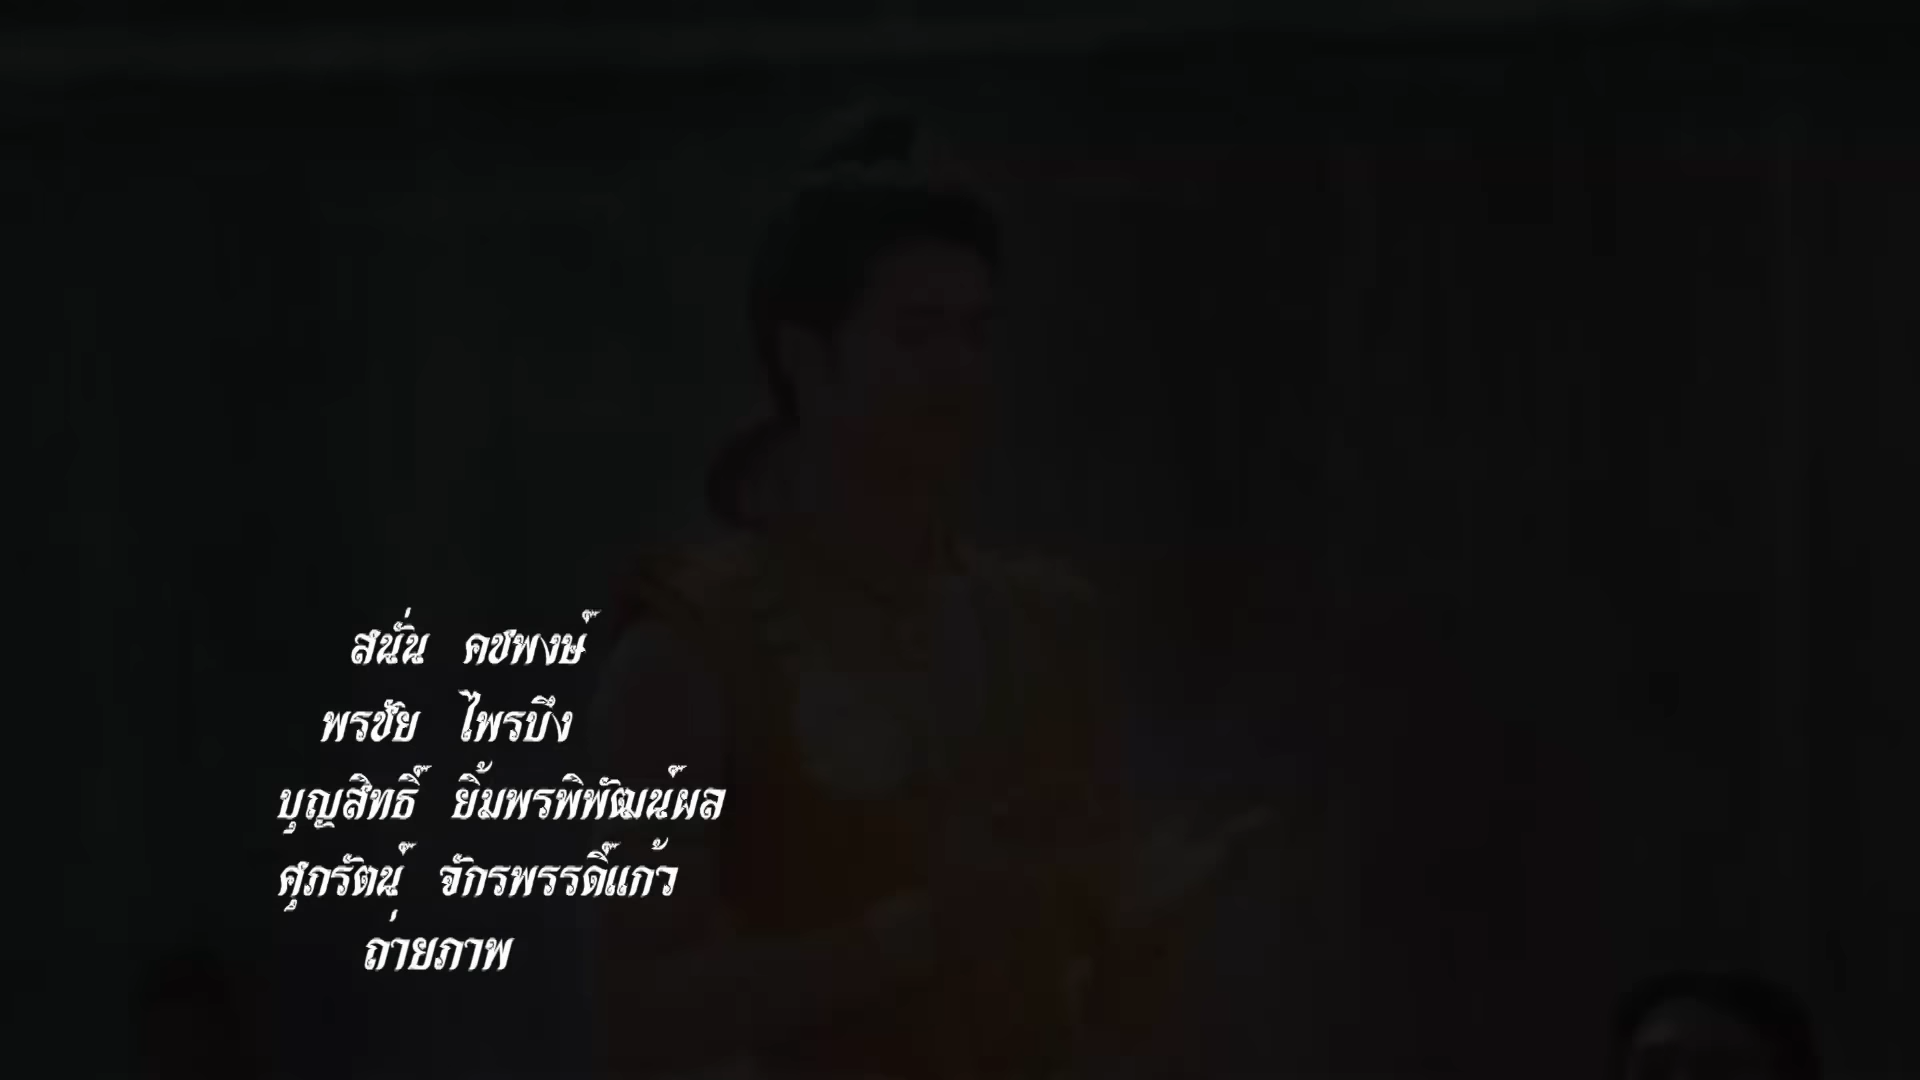 สนั่น คชพงษ์
พรชัย ไพรบึง
บุญสิทธิ์ ยิ้มพรพิพัฒน์ผล
ศุภรัตน์ จักรพรรดิ์แก้ว
ถ่ายภาพ